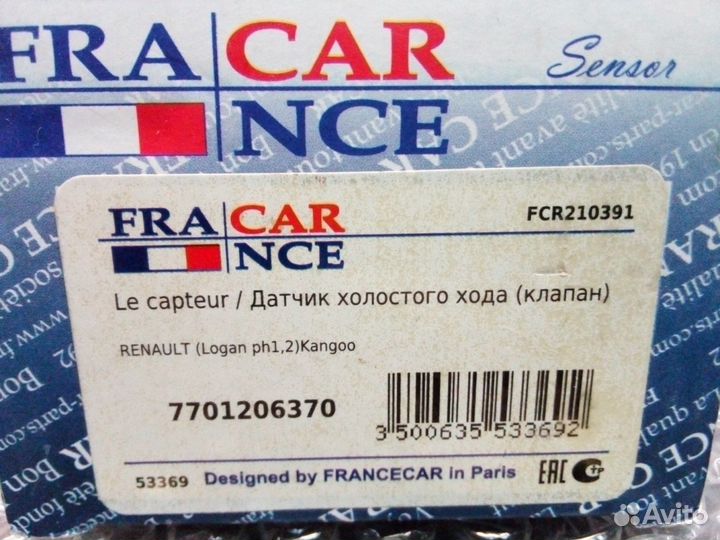 FRA CAR
NCE
Sensor
FRA CAR
NCE
FCR210391
Le capteur / Датчик холостого хода (клапан)
RENAULT (Logan ph1,2)Kangoo
7701206370
3 500635 533692
53369 Designed by FRANCECAR in Paris EAC
Avito